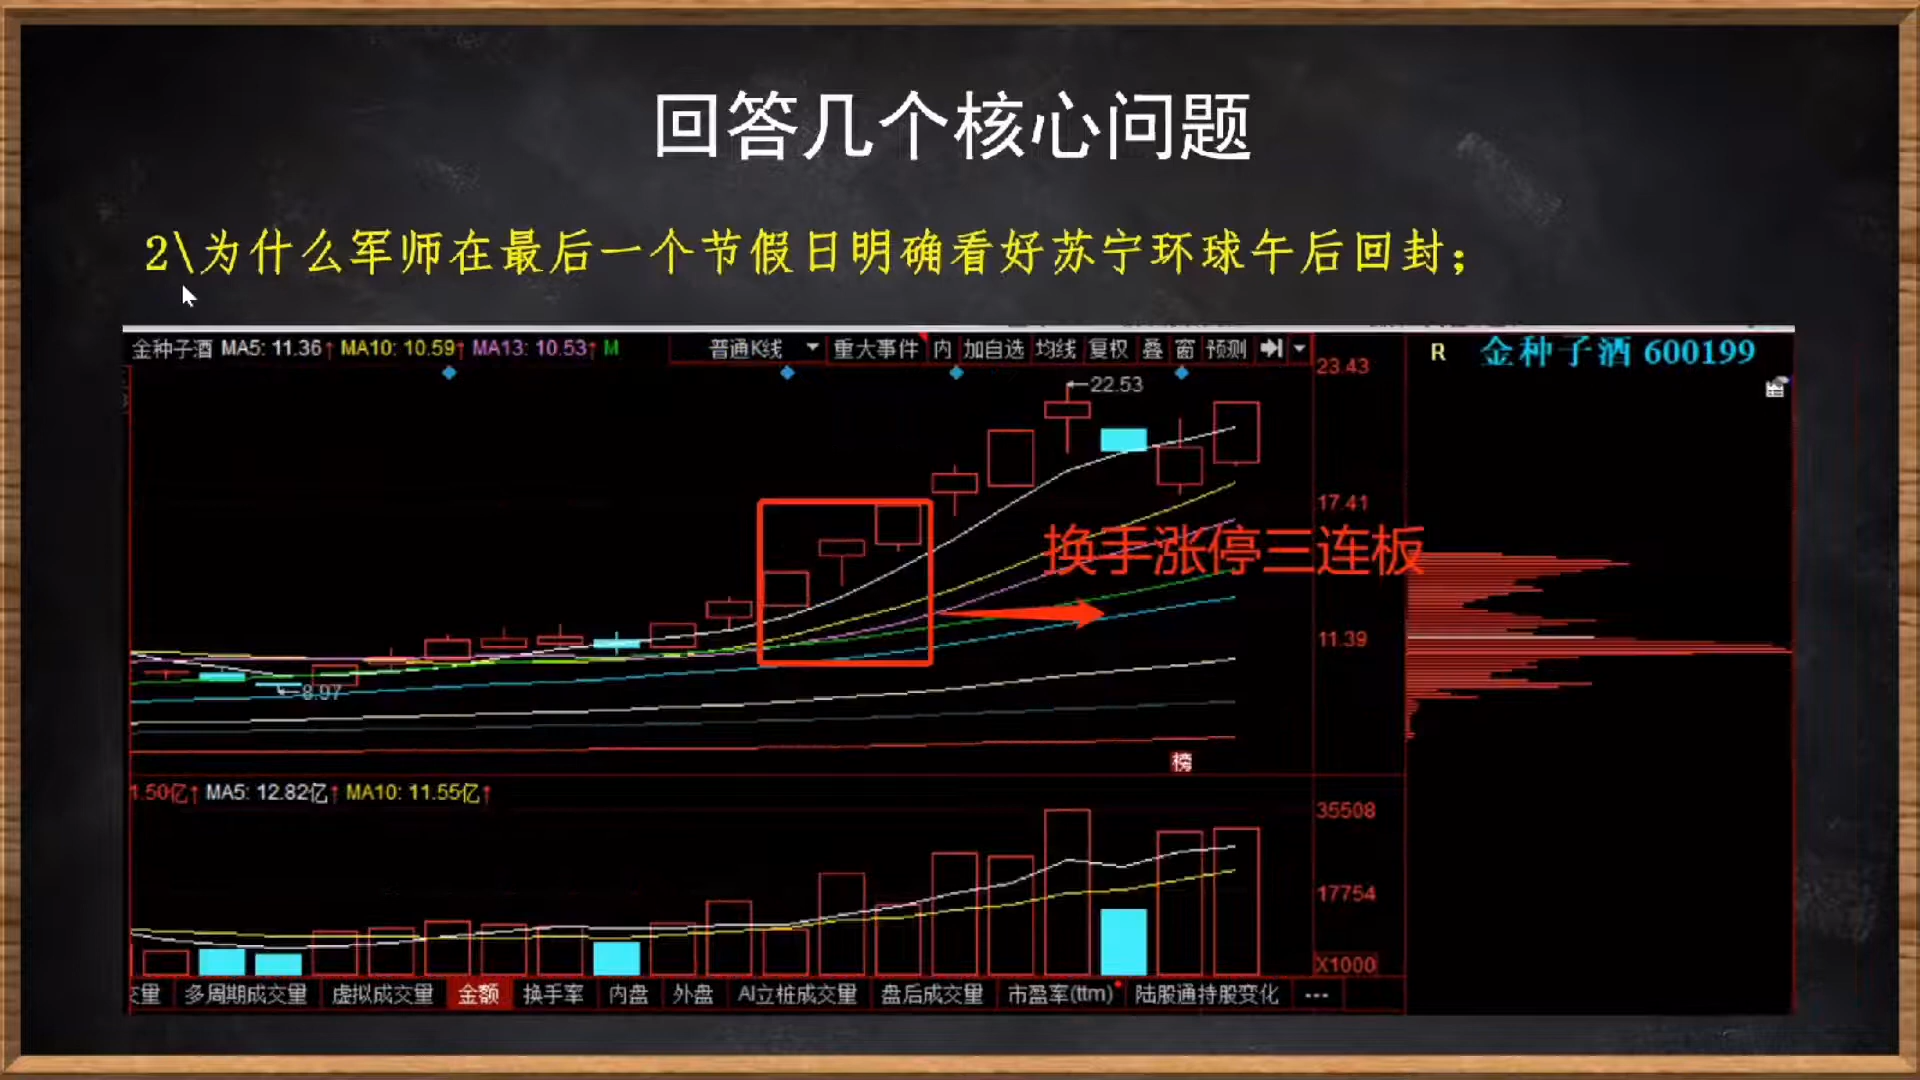 回答几个核心问题
2\为什么军师在最后一个节假日明确看好苏宁环球午后回封；
金种子酒 MA5: 11.36↑ MA10: 10.59↑ MA13: 10.53↑ M
普通K线 重大事件 内 加自选 均线 复权 叠 窗 预测
R 金种子酒 600199
23.43
22.53
17.41
换手涨停三连板
11.39
8.97
榜
1.50亿↑ MA5: 12.82亿↑ MA10: 11.55亿↑
35508
17754
X1000
交量 多周期成交量 虚拟成交量 金额 换手率 内盘 外盘 AI立桩成交量 盘后成交量 市盈率(ttm) 陆股通持股变化 ···